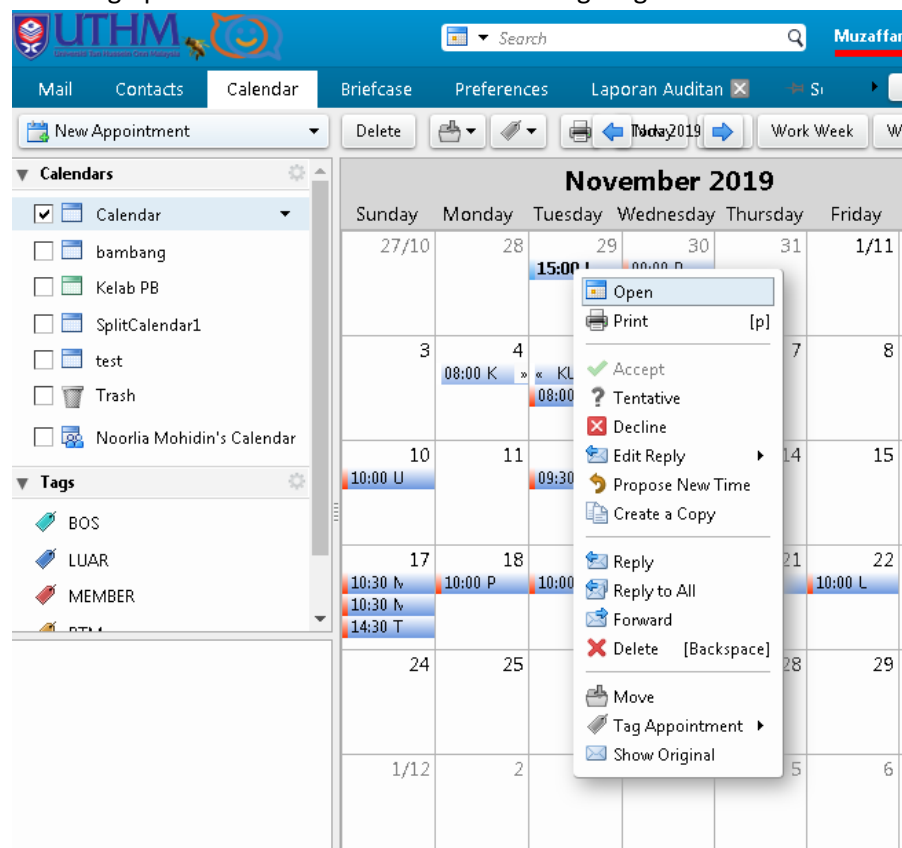 UTHM
Search
Muzaffar
Mail Contacts Calendar Briefcase Preferences Laporan Auditan
New Appointment Delete Work Week W
Calendars
Calendar
bambang
Kelab PB
SplitCalendar1
test
Trash
Noorlia Mohidin's Calendar
Tags
BOS
LUAR
MEMBER
November 2019
Sunday Monday Tuesday Wednesday Thursday Friday
27/10 28 29 30 31 1/11
15:00
3 4 7 8
08:00 K » « KL
08:00
10 11 14 15
10:00 U 09:30
17 18 21 22
10:30 10:00 P 10:00 10:00 L
10:30
14:30 T
24 25 28 29
1/12 2 5 6
Open
Print [p]
Accept
Tentative
Decline
Edit Reply
Propose New Time
Create a Copy
Reply
Reply to All
Forward
Delete [Backspace]
Move
Tag Appointment
Show Original